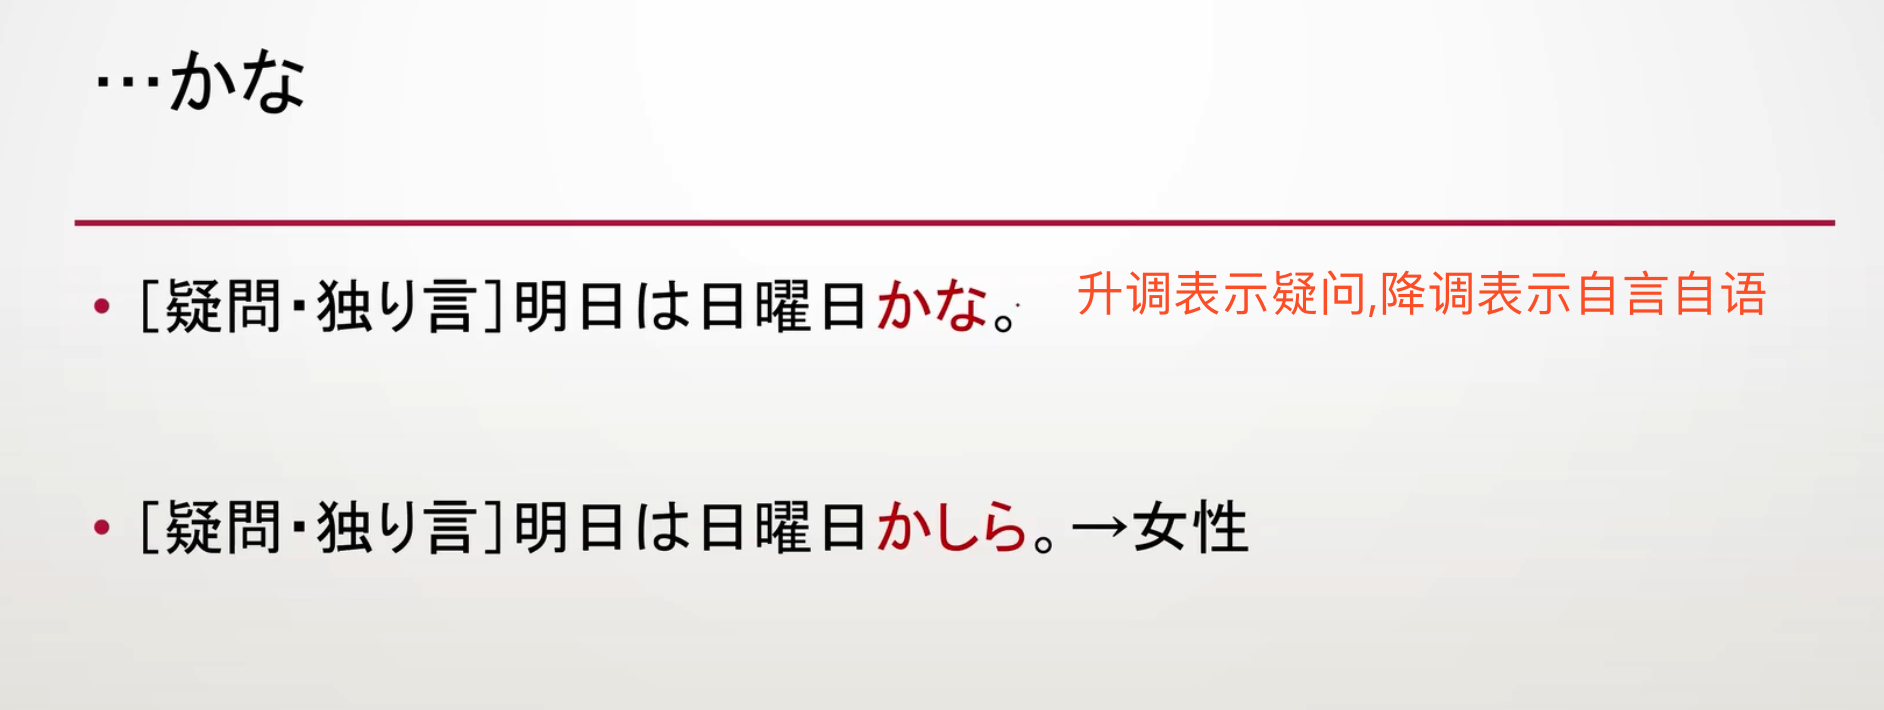 …かな
• [疑問・独り言]明日は日曜日かな。 升调表示疑问,降调表示自言自语
• [疑問・独り言]明日は日曜日かしら。→女性